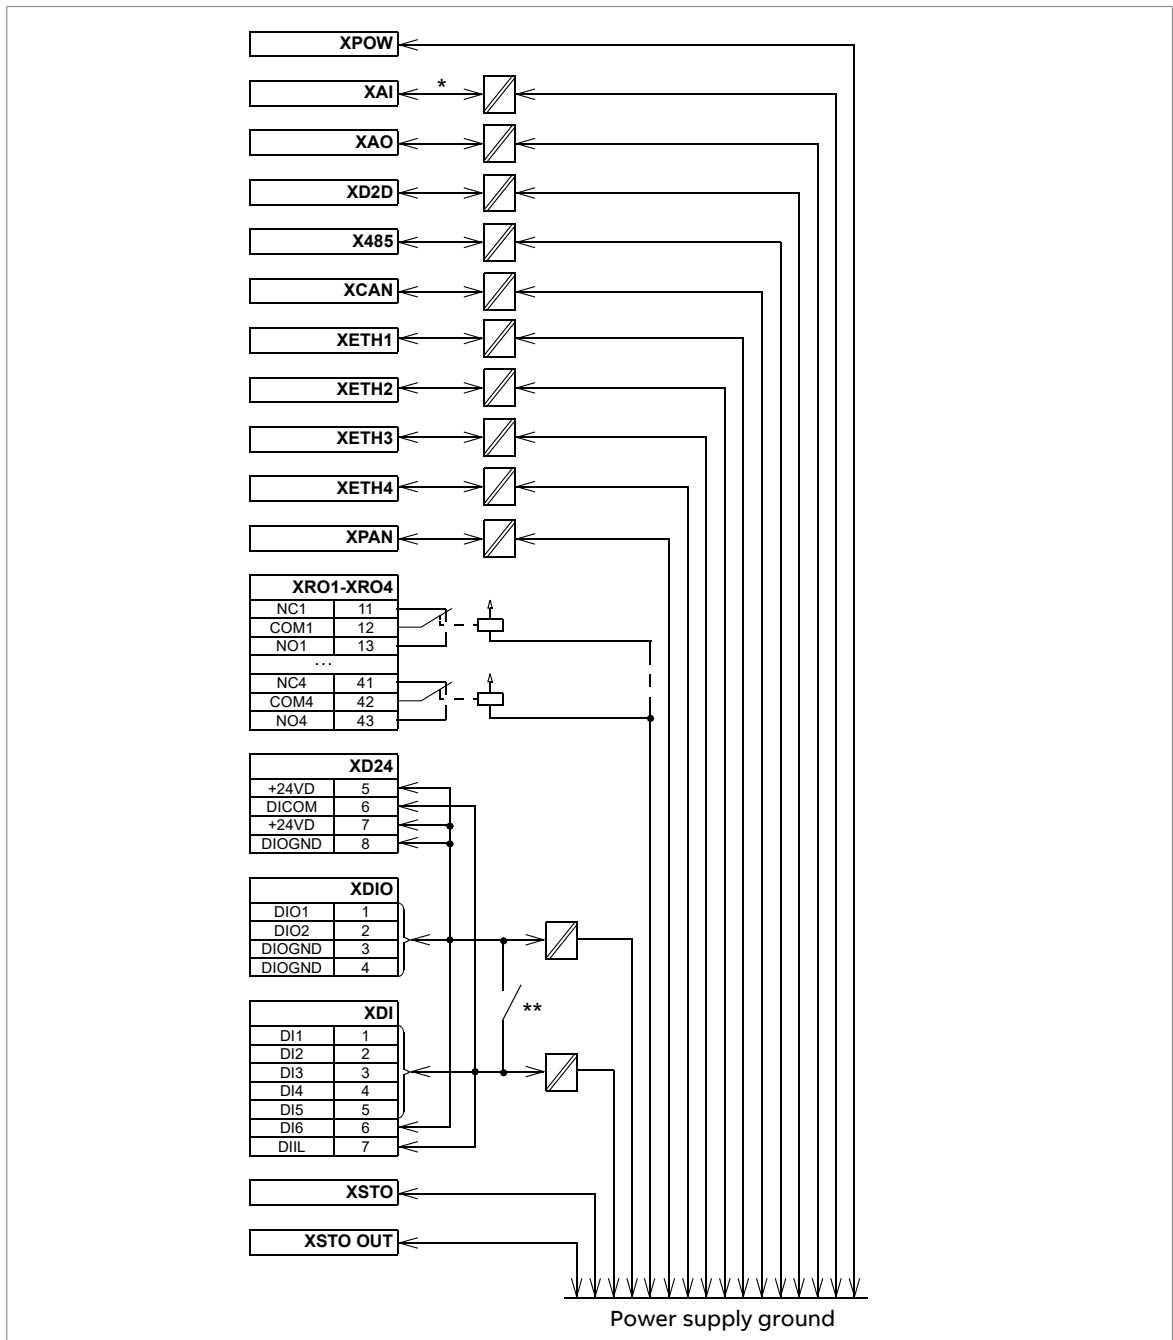 XPOW
XAI *
XAO
XD2D
X485
XCAN
XETH1
XETH2
XETH3
XETH4
XPAN
XRO1-XRO4
NC1 11
COM1 12
NO1 13
...
NC4 41
COM4 42
NO4 43
XD24
+24VD 5
DICOM 6
+24VD 7
DIOGND 8
XDIO
DIO1 1
DIO2 2
DIOGND 3
DIOGND 4
**
XDI
DI1 1
DI2 2
DI3 3
DI4 4
DI5 5
DI6 6
DIIL 7
XSTO
XSTO OUT
Power supply ground